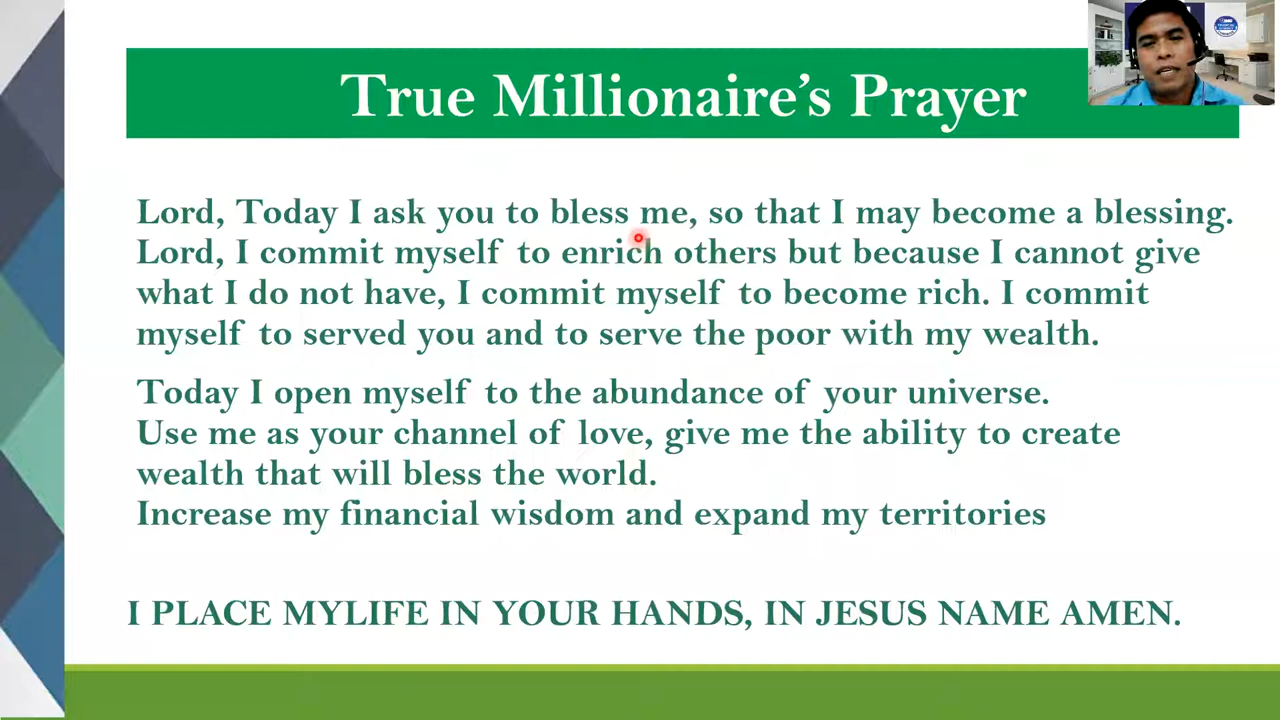 True Millionaire's Prayer
Lord, Today I ask you to bless me, so that I may become a blessing.
Lord, I commit myself to enrich others but because I cannot give
what I do not have, I commit myself to become rich. I commit
myself to served you and to serve the poor with my wealth.
Today I open myself to the abundance of your universe.
Use me as your channel of love, give me the ability to create
wealth that will bless the world.
Increase my financial wisdom and expand my territories
I PLACE MYLIFE IN YOUR HANDS, IN JESUS NAME AMEN.